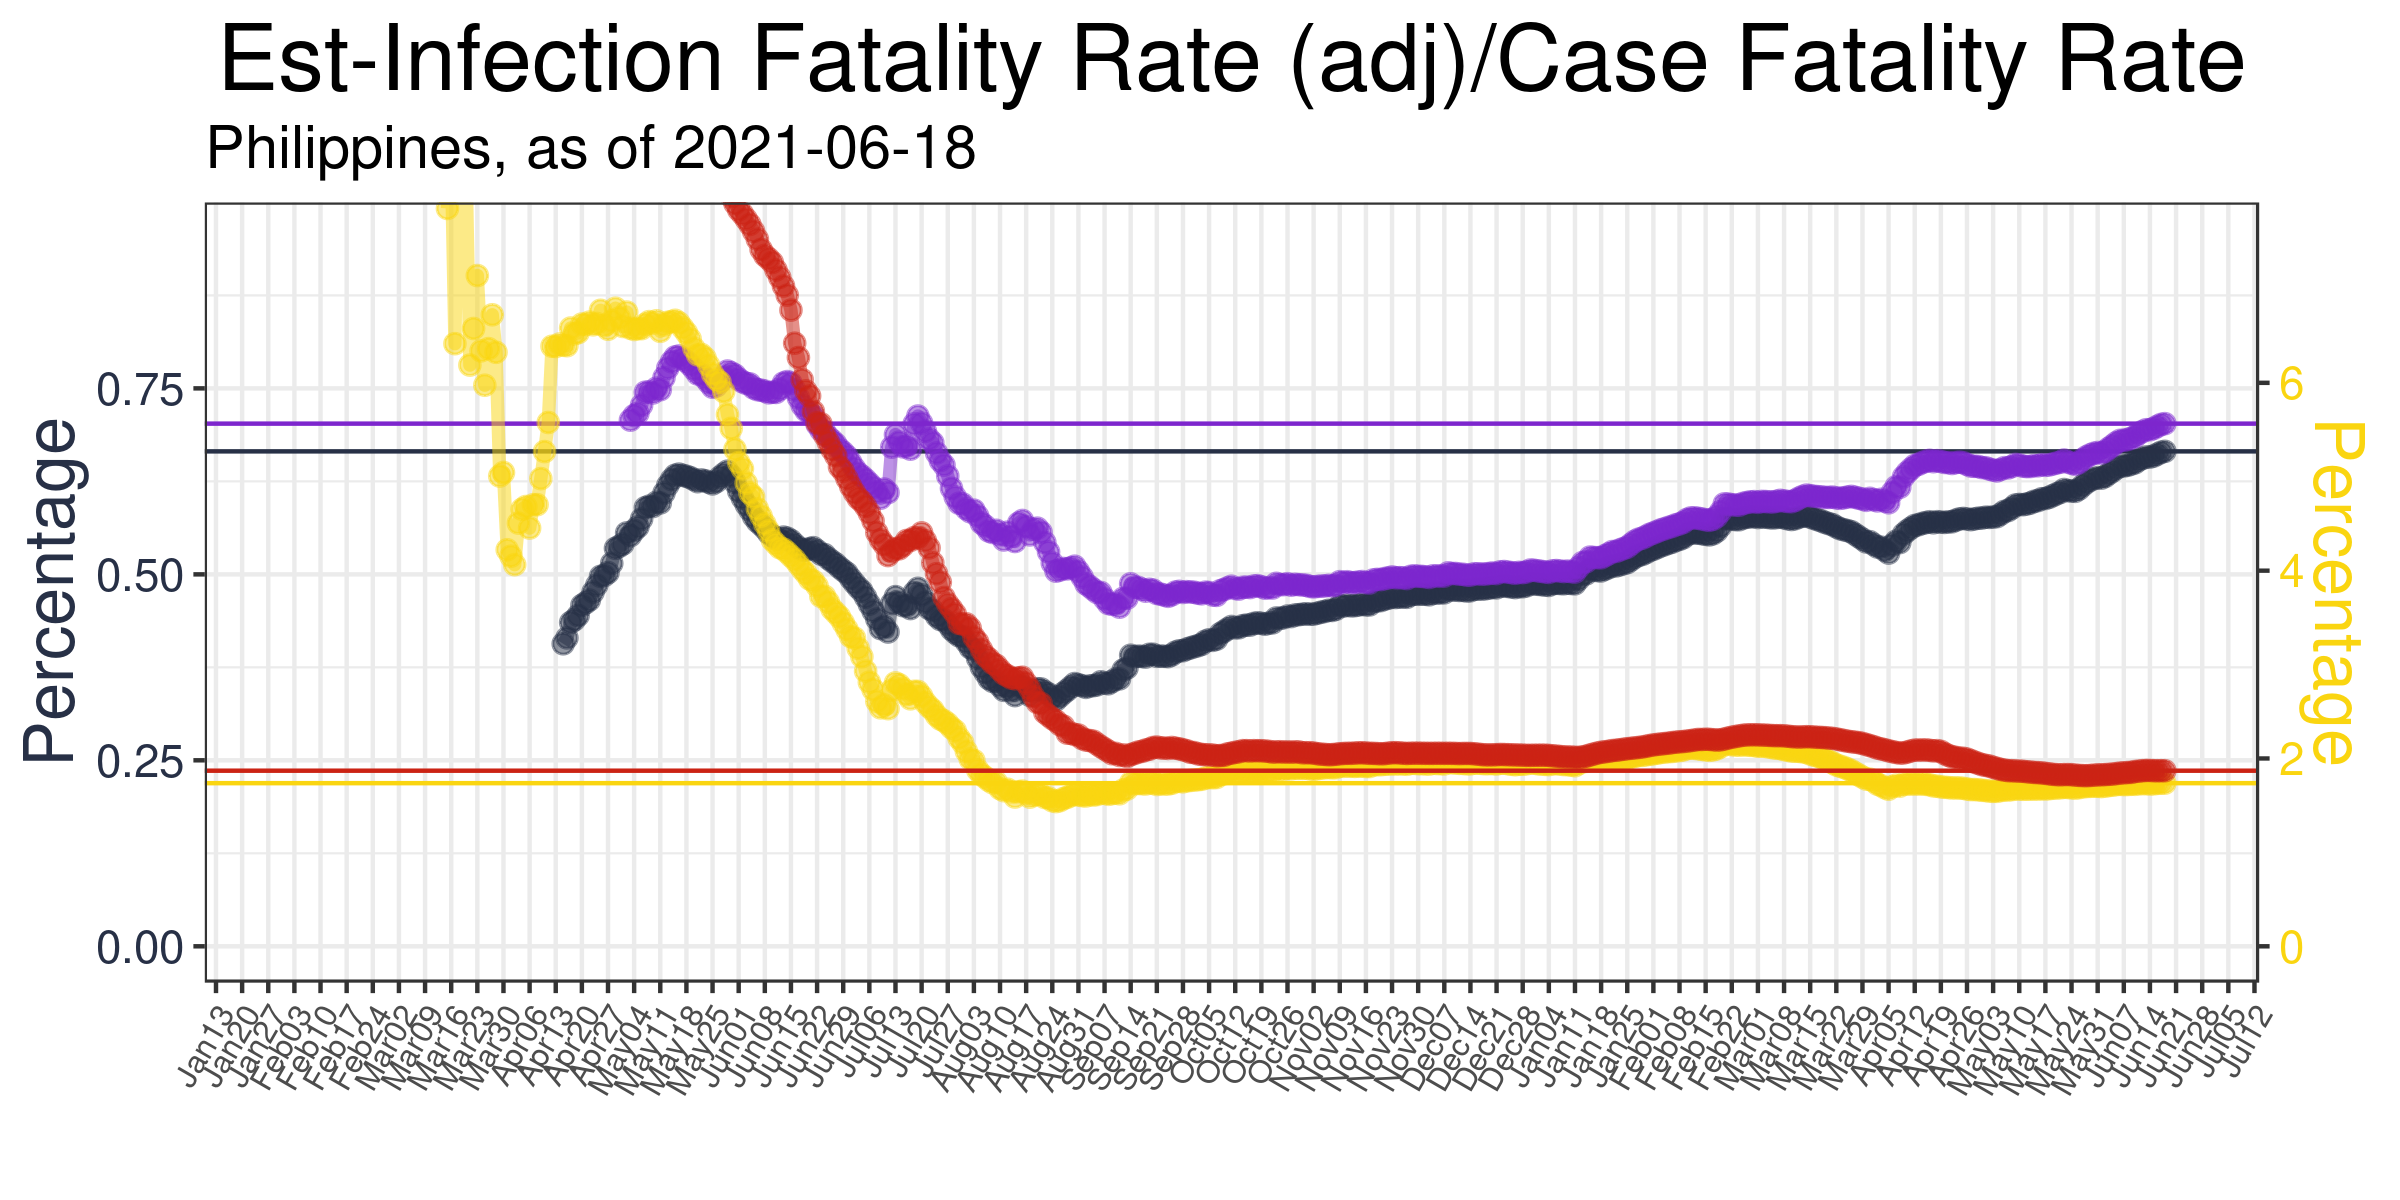 Est-Infection Fatality Rate (adj)/Case Fatality Rate
Philippines, as of 2021-06-18
Percentage
0.75
0.50
0.25
0.00
6
4
2
0
Percentage
Jan13
Jan20
Jan27
Feb03
Feb10
Feb17
Feb24
Mar02
Mar09
Mar16
Mar23
Mar30
Apr06
Apr13
Apr20
Apr27
May04
May11
May18
May25
Jun01
Jun08
Jun15
Jun22
Jun29
Jul06
Jul13
Jul20
Jul27
Aug03
Aug10
Aug17
Aug24
Aug31
Sep07
Sep14
Sep21
Sep28
Oct05
Oct12
Oct19
Oct26
Nov02
Nov09
Nov16
Nov23
Nov30
Dec07
Dec14
Dec21
Dec28
Jan04
Jan11
Jan18
Jan25
Feb01
Feb08
Feb15
Feb22
Mar01
Mar08
Mar15
Mar22
Mar29
Apr05
Apr12
Apr19
Apr26
May03
May10
May17
May24
May31
Jun07
Jun14
Jun21
Jun28
Jul05
Jul12